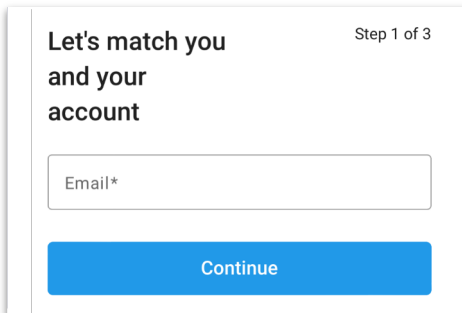 Let's match you
and your
account
Step 1 of 3
Email*
Continue